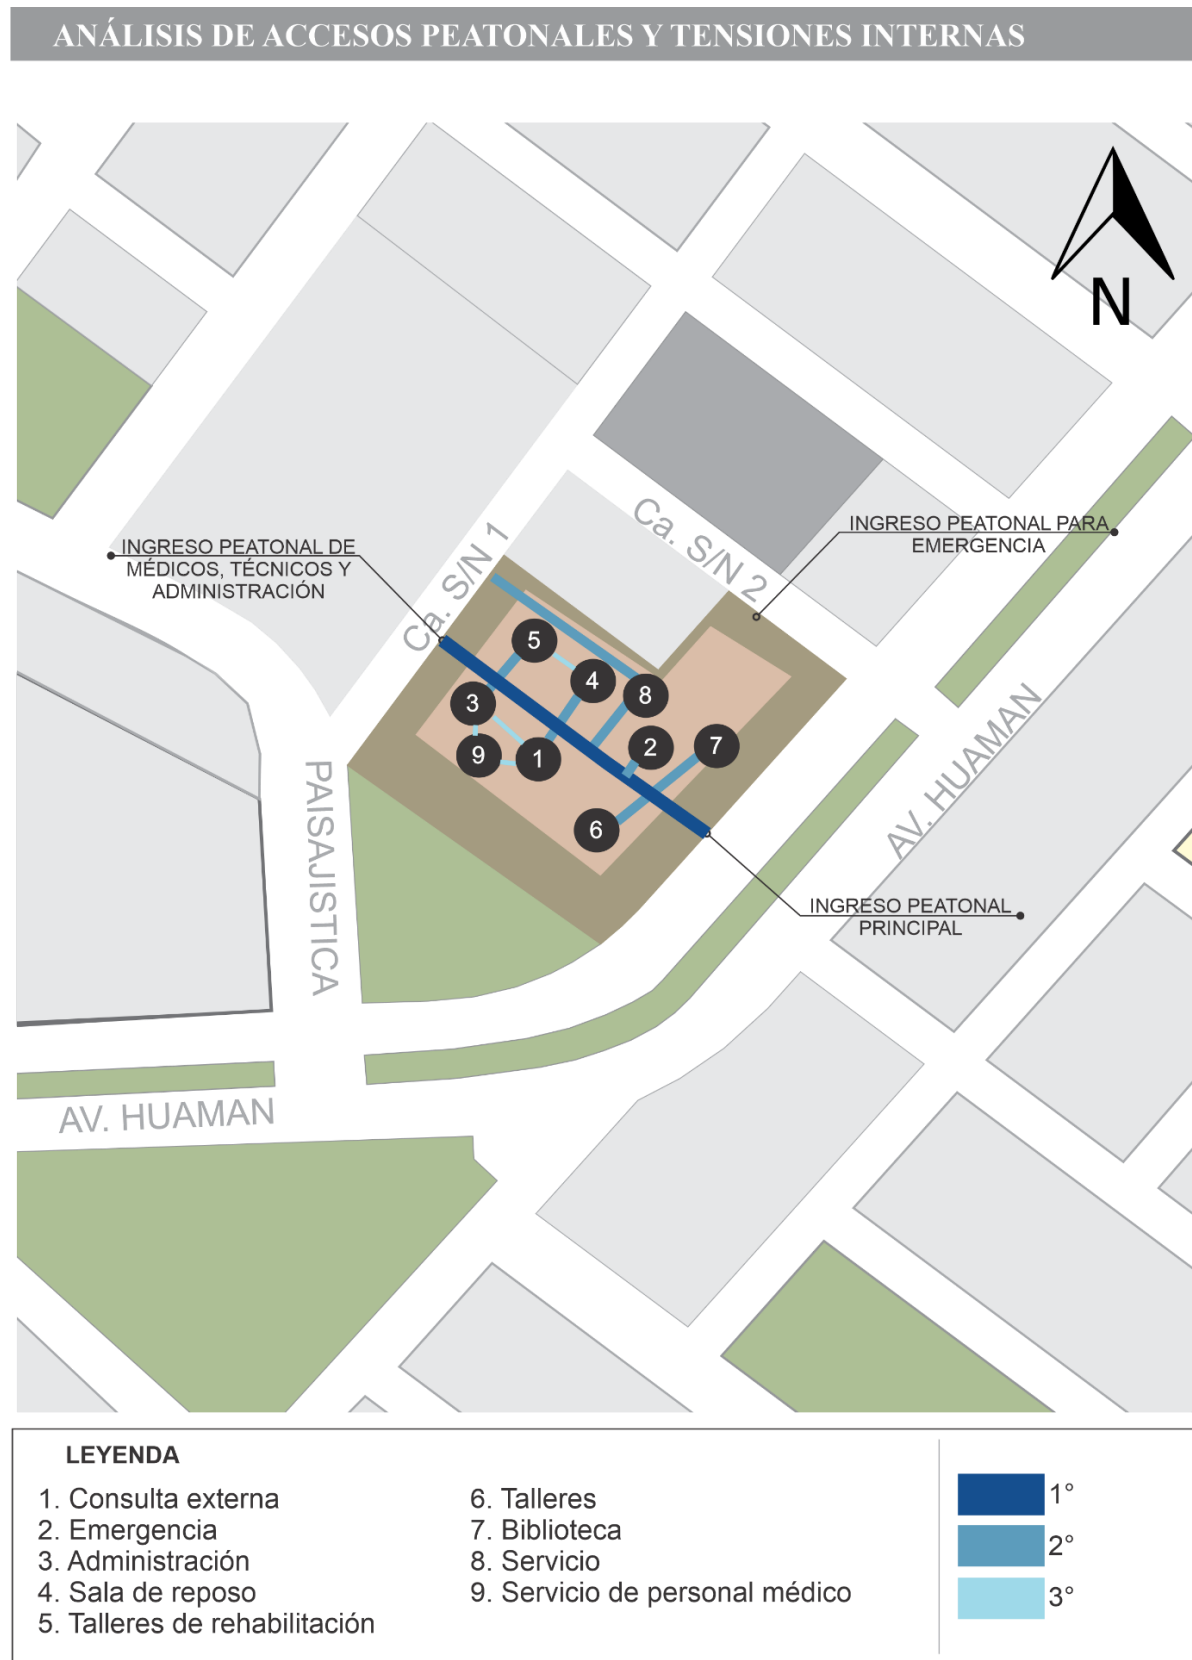 ANÁLISIS DE ACCESOS PEATONALES Y TENSIONES INTERNAS
N
INGRESO PEATONAL DE
MÉDICOS, TÉCNICOS Y
ADMINISTRACIÓN
Ca. S/N 1
Ca. S/N 2
INGRESO PEATONAL PARA
EMERGENCIA
5
4
3
8
9
1
2
7
6
PAISAJISTICA
AV. HUAMAN
INGRESO PEATONAL
PRINCIPAL
AV. HUAMAN
LEYENDA
1. Consulta externa
2. Emergencia
3. Administración
4. Sala de reposo
5. Talleres de rehabilitación
6. Talleres
7. Biblioteca
8. Servicio
9. Servicio de personal médico
1°
2°
3°